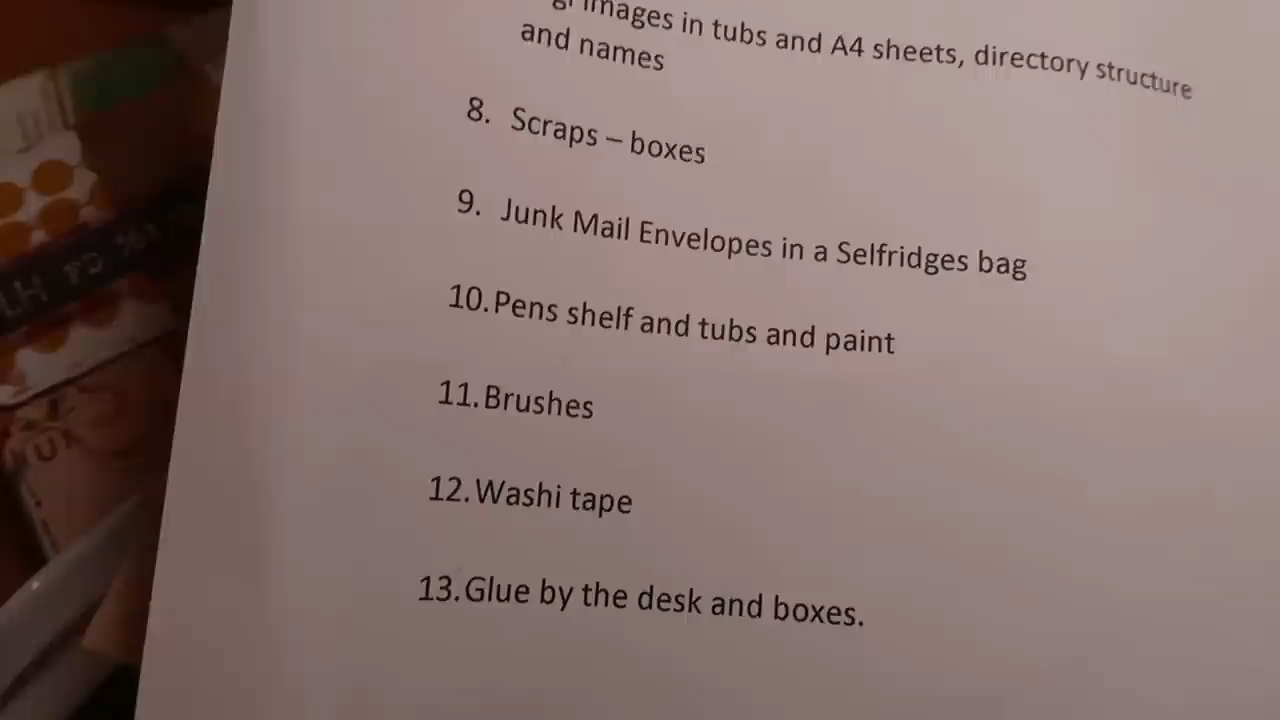 images in tubs and A4 sheets, directory structure
and names
8. Scraps – boxes
9. Junk Mail Envelopes in a Selfridges bag
10. Pens shelf and tubs and paint
11. Brushes
12. Washi tape
13. Glue by the desk and boxes.